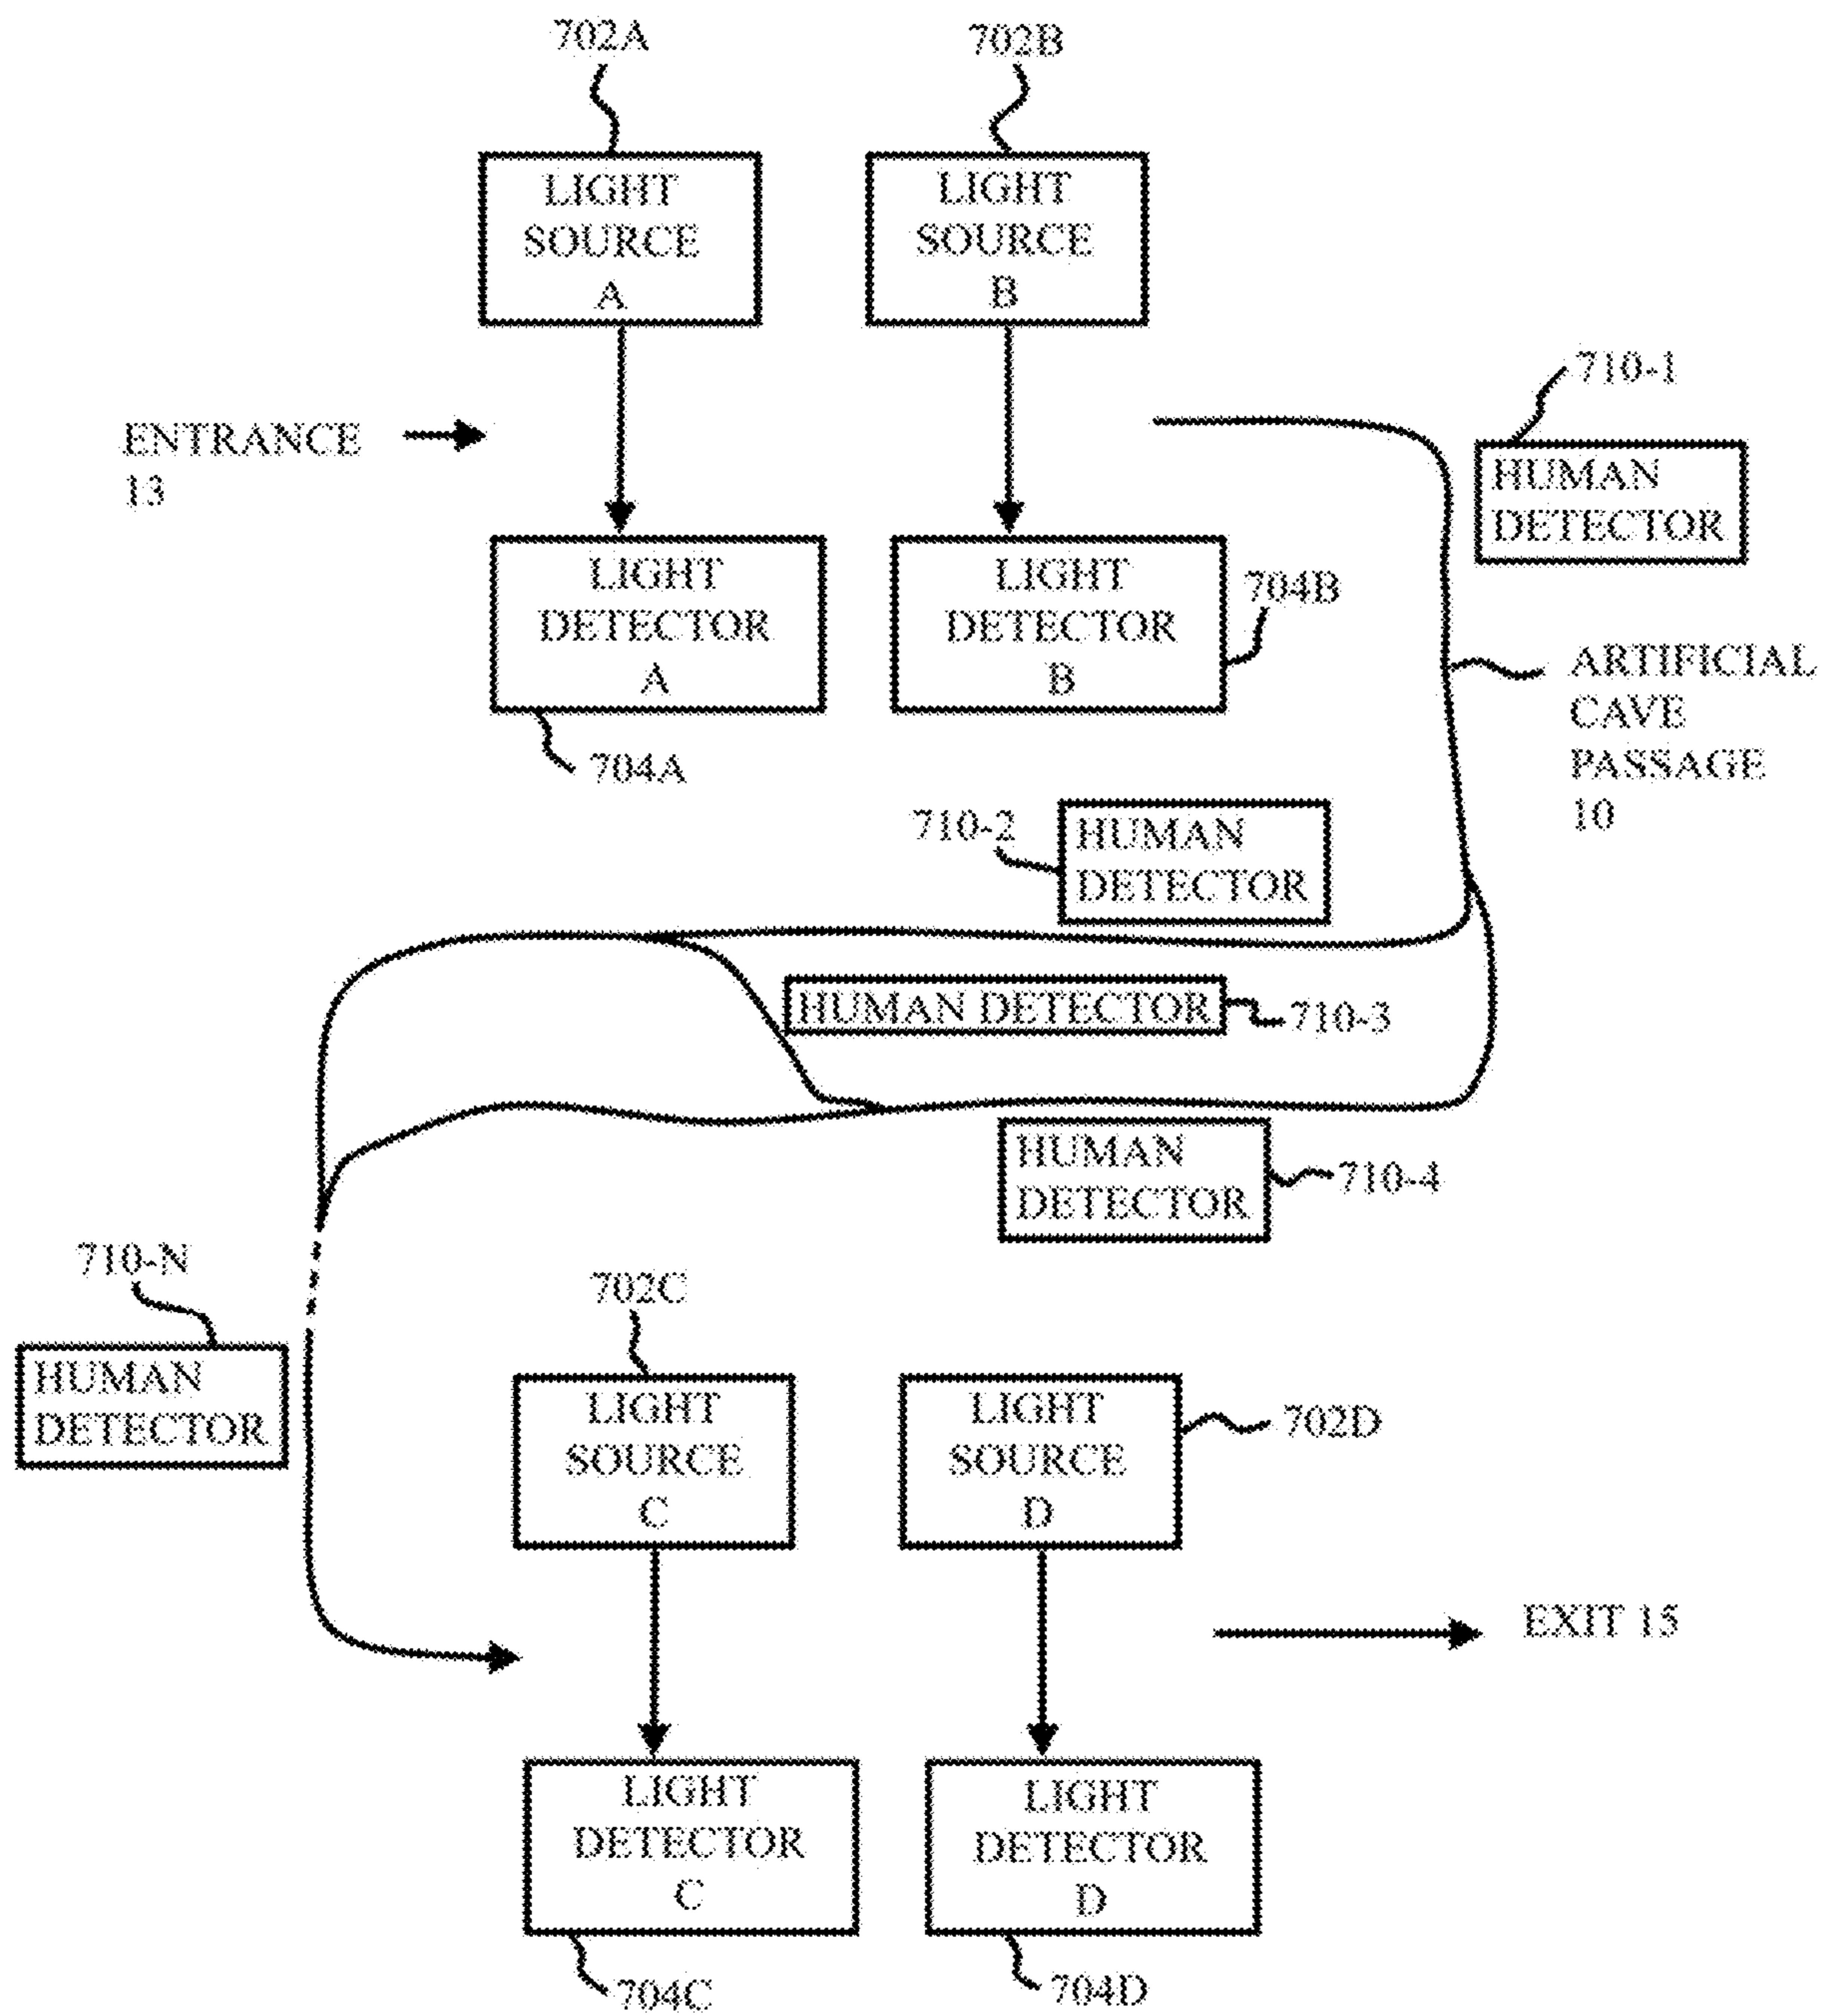 702A
702B
LIGHT
SOURCE
A
LIGHT
SOURCE
B
710-1
HUMAN
DETECTOR
ENTRANCE
13
LIGHT
DETECTOR
A
LIGHT
DETECTOR
B
704B
704A
ARTIFICIAL
CAVE
PASSAGE
10
710-2
HUMAN
DETECTOR
HUMAN DETECTOR
710-3
HUMAN
DETECTOR
710-4
710-N
HUMAN
DETECTOR
702C
LIGHT
SOURCE
C
LIGHT
SOURCE
D
702D
EXIT 15
LIGHT
DETECTOR
C
LIGHT
DETECTOR
D
704C
704D